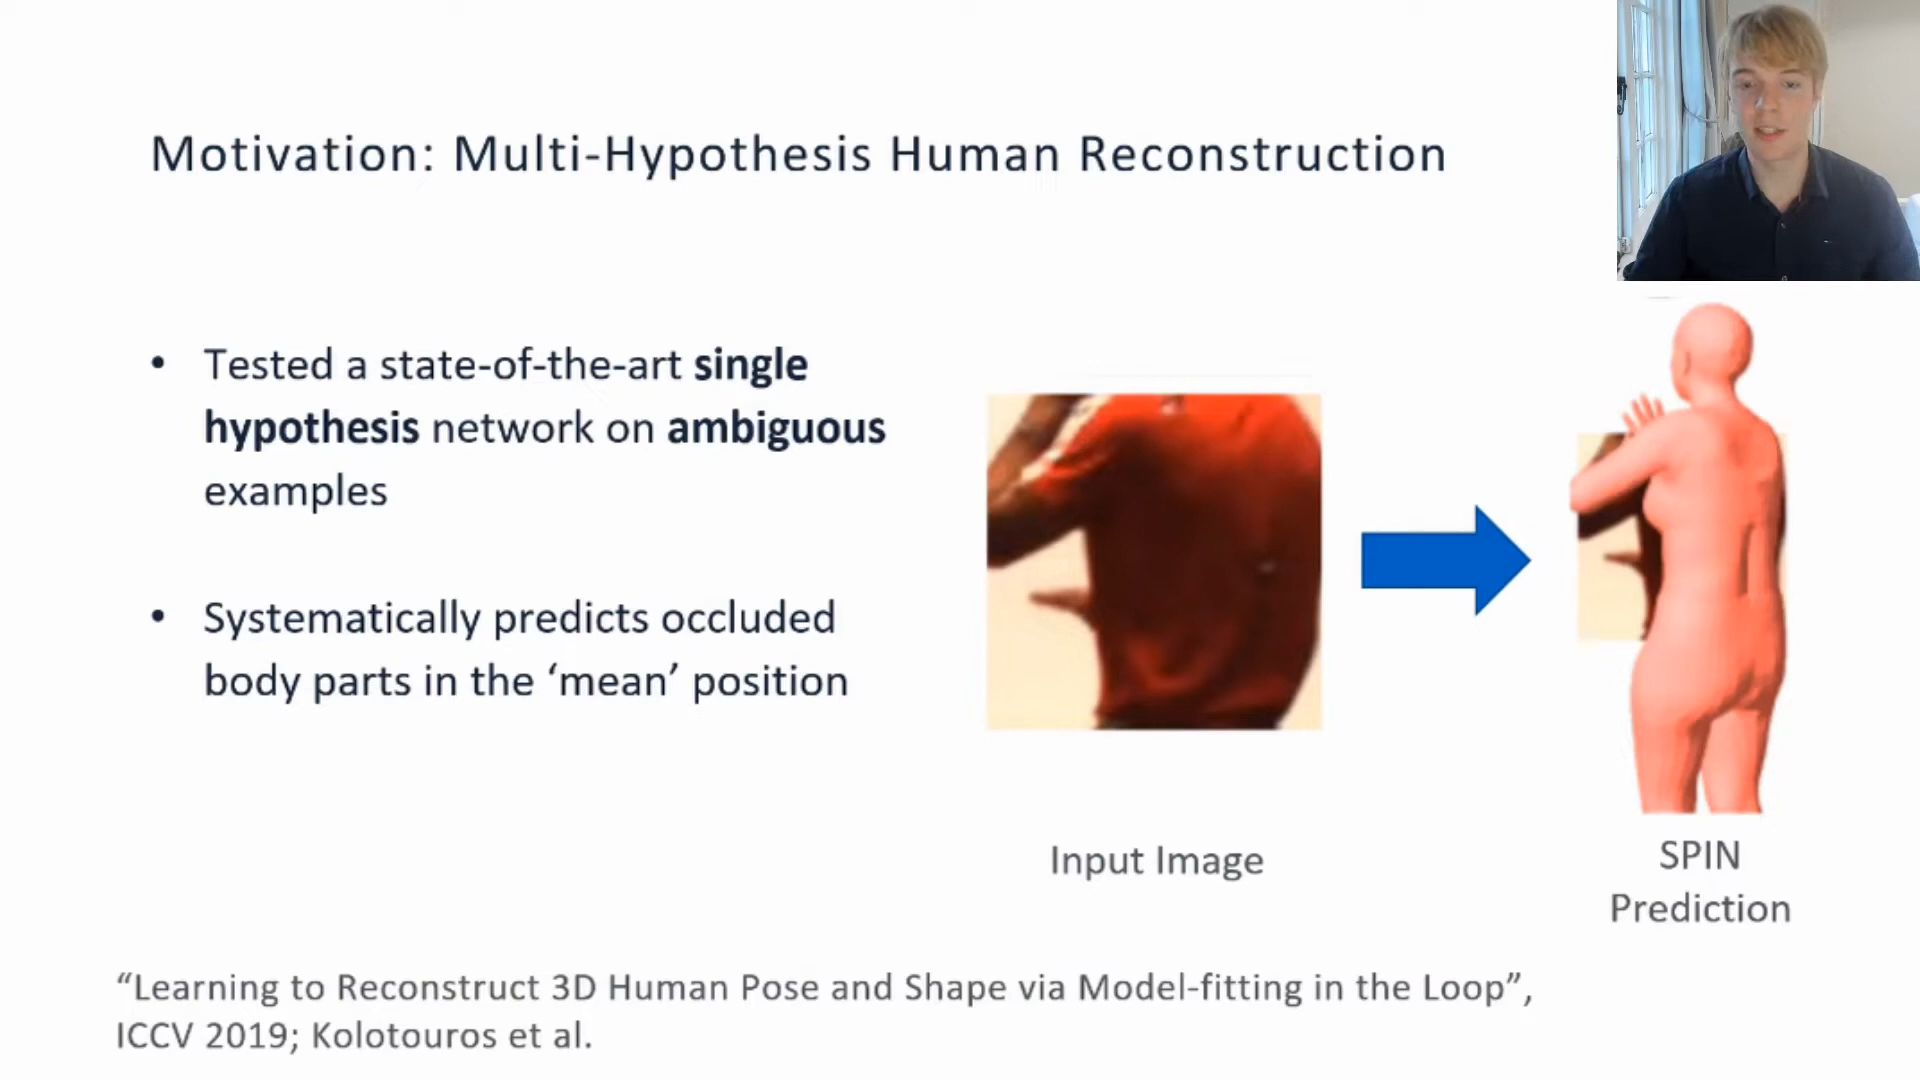 Motivation: Multi-Hypothesis Human Reconstruction
• Tested a state-of-the-art single
hypothesis network on ambiguous
examples
• Systematically predicts occluded
body parts in the ‘mean’ position
Input Image
SPIN
Prediction
“Learning to Reconstruct 3D Human Pose and Shape via Model-fitting in the Loop”,
ICCV 2019; Kolotouros et al.